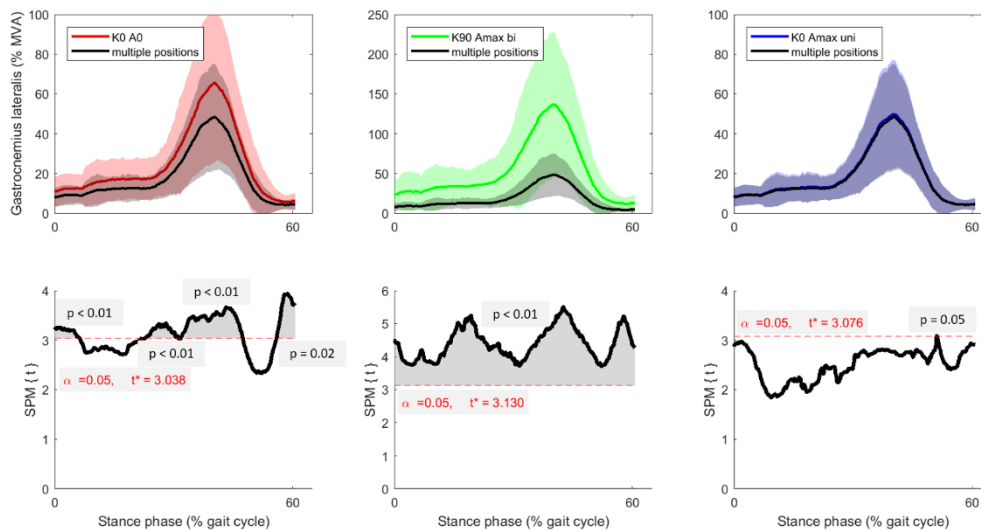 Gastrocnemius lateralis (% MVA)
100
80
60
40
20
0
K0 A0
multiple positions
0
60
250
200
150
100
50
0
K90 Amax bi
multiple positions
0
60
100
80
60
40
20
0
K0 Amax uni
multiple positions
0
60
SPM { t }
4
3
2
1
0
p < 0.01
p < 0.01
p < 0.01
p = 0.02
α =0.05, t* = 3.038
0
60
Stance phase (% gait cycle)
SPM { t }
6
5
4
3
2
1
0
p < 0.01
α =0.05, t* = 3.130
0
60
Stance phase (% gait cycle)
SPM { t }
4
3
2
1
0
α =0.05, t* = 3.076
p = 0.05
0
60
Stance phase (% gait cycle)